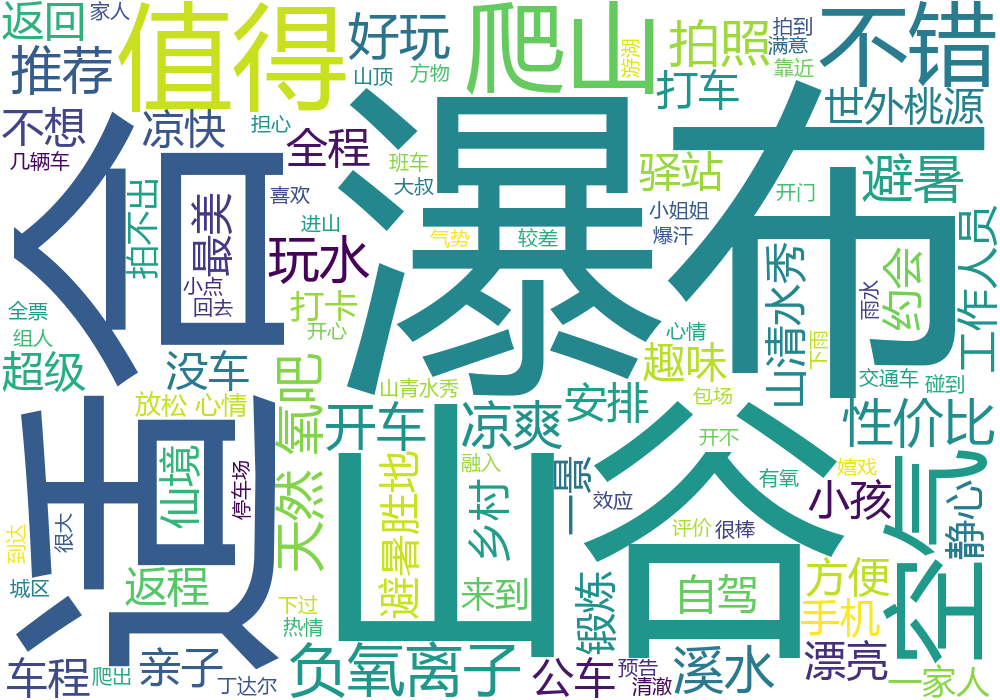 返回
家人
值得
好玩
爬山
游湖
拍照
拍到
满意
靠近
不错
推荐
山顶
方物
打车
世外桃源
不想
凉快
担心
全程
班车
大叔
驿站
避暑
几辆车
适合
瀑布
喜欢
开门
小姐姐
爆汗
拍不出
最美
进山
气势
较差
玩水
小点
回去
打卡
开心
山清水秀
雨水
约会
工作人员
全票
组人
心情
趣味
下雨
超级
没车
氧吧
山青水秀
包场
交通车
碰到
放松 心情
开车
凉爽
安排
性价比
仙境
停车场
天然
避暑胜地
融入
乡村
一景
效应
山谷
开不
有氧
嬉戏
小孩
空气
静心
到达
很大
城区
评价
很棒
返程
下过
热情
来到
锻炼
自驾
方便
手机
车程
爬出
亲子
丁达尔
负氧离子
公车
预告
清澈
溪水
漂亮
一家人